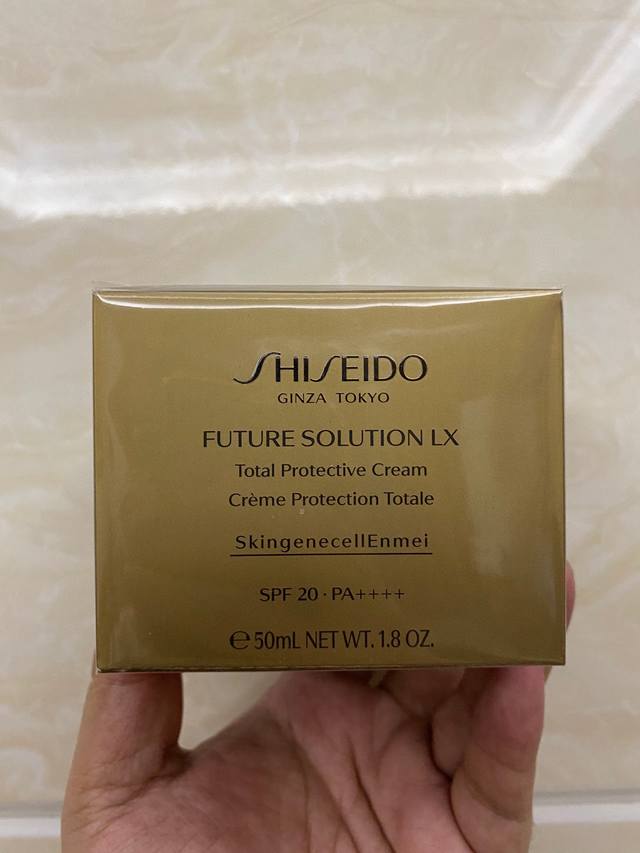 SHISEIDO
GINZA TOKYO
FUTURE SOLUTION LX
Total Protective Cream
Crème Protection Totale
SkingenecellEnmei
SPF 20 · PA++++
℮ 50mL NET WT. 1.8 OZ.